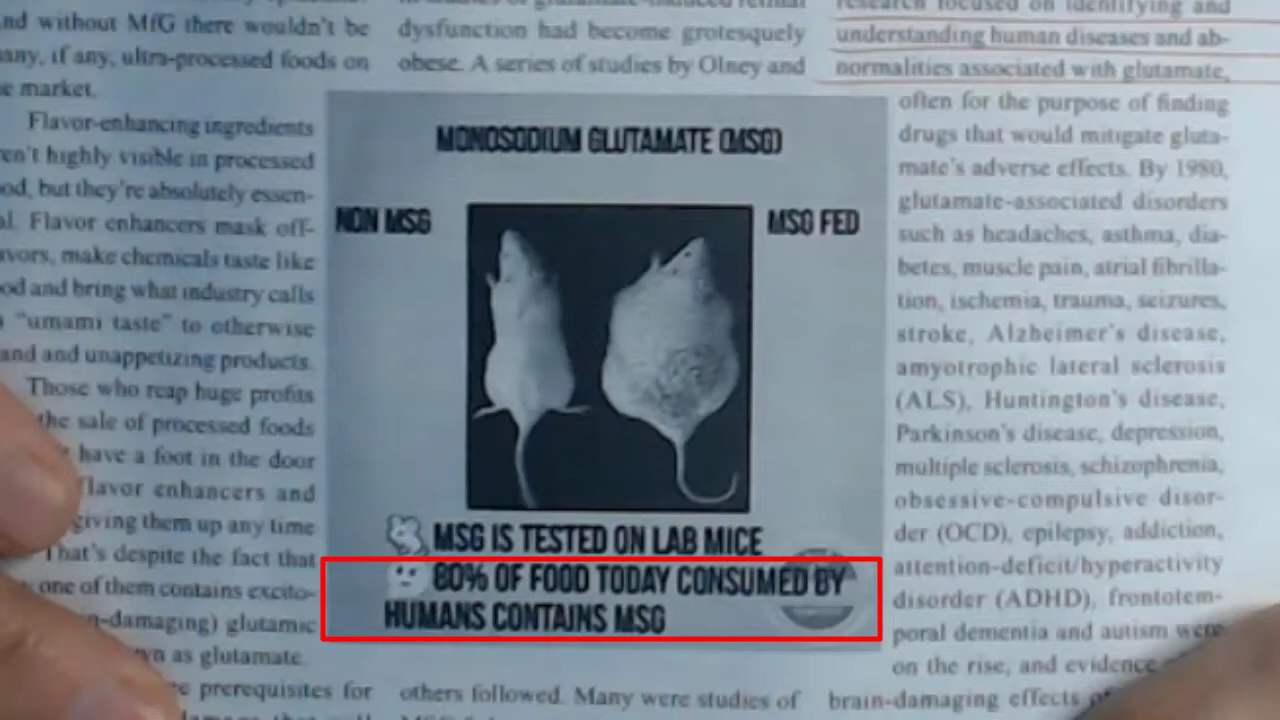 and without MfG there wouldn't be
many, if any, ultra-processed foods on
market.
Flavor-enhancing ingredients
highly visible in processed
but they're absolutely essen-
Flavor enhancers mask off-
make chemicals taste like
and bring what industry calls
"umami taste" to otherwise
and unappetizing products.
Those who reap huge profits
the sale of processed foods
have a foot in the door
flavor enhancers and
giving them up any time
That's despite the fact that
one of them contains excito-
damaging) glutamic
as glutamate.
prerequisites for
dysfunction had become grotesquely
obese. A series of studies by Olney and
MONOSODIUM GLUTAMATE (MSG)
NON MSG
MSG FED
MSG IS TESTED ON LAB MICE
80% OF FOOD TODAY CONSUMED BY
HUMANS CONTAINS MSG
others followed. Many were studies of
research focused on identifying and
understanding human diseases and ab-
normalities associated with glutamate,
often for the purpose of finding
drugs that would mitigate gluta-
mate's adverse effects. By 1980,
glutamate-associated disorders
such as headaches, asthma, dia-
betes, muscle pain, atrial fibrilla-
tion, ischemia, trauma, seizures,
stroke, Alzheimer's disease,
amyotrophic lateral sclerosis
(ALS), Huntington's disease,
Parkinson's disease, depression,
multiple sclerosis, schizophrenia,
obsessive-compulsive disor-
der (OCD), epilepsy, addiction,
attention-deficit/hyperactivity
disorder (ADHD), frontotem-
poral dementia and autism were
on the rise, and evidence
brain-damaging effects